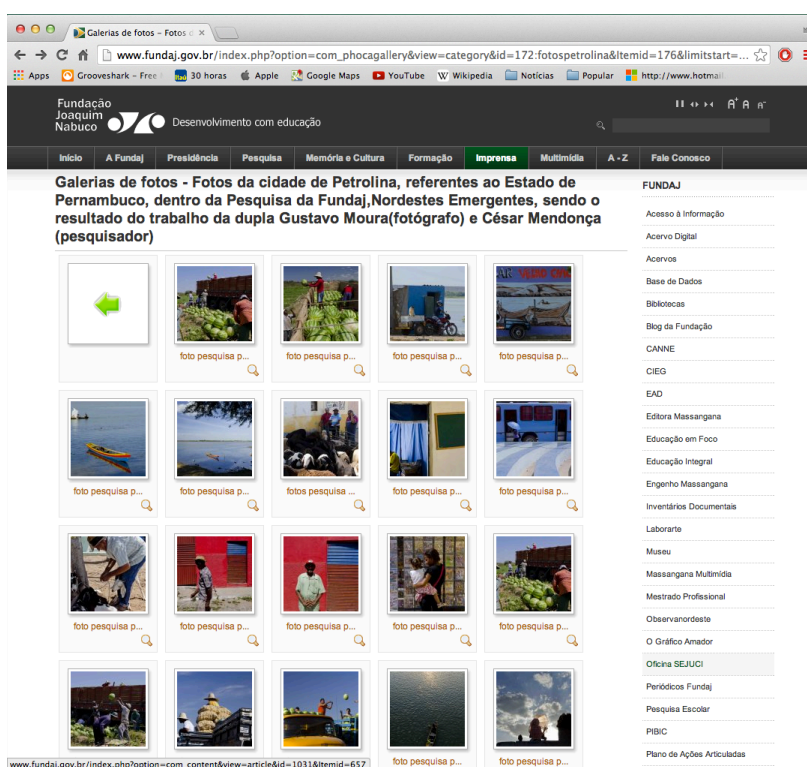 Galerias de fotos – Fotos d
www.fundaj.gov.br/index.php?option=com_phocagallery&view=category&id=172:fotospetrolina&Itemid=176&limitstart=...
Apps Grooveshark - Free 30 horas Apple Google Maps YouTube Wikipedia Notícias Popular http://www.hotmail
Fundação
Joaquim
Nabuco
Desenvolvimento com educação
A+ A A-
Início A Fundaj Presidência Pesquisa Memória e Cultura Formação Imprensa Multimídia A - Z Fale Conosco
Galerias de fotos - Fotos da cidade de Petrolina, referentes ao Estado de
Pernambuco, dentro da Pesquisa da Fundaj,Nordestes Emergentes, sendo o
resultado do trabalho da dupla Gustavo Moura(fotógrafo) e César Mendonça
(pesquisador)
foto pesquisa p... foto pesquisa p... foto pesquisa p... foto pesquisa p...
foto pesquisa p... foto pesquisa p... fotos pesquisa ... foto pesquisa p... foto pesquisa p...
foto pesquisa p... foto pesquisa p... foto pesquisa p... foto pesquisa p... foto pesquisa p...
foto pesquisa p... foto pesquisa p...
FUNDAJ
Acesso à Informação
Acervo Digital
Acervos
Base de Dados
Bibliotecas
Blog da Fundação
CANNE
CIEG
EAD
Editora Massangana
Educação em Foco
Educação Integral
Engenho Massangana
Inventários Documentais
Laborarte
Museu
Massangana Multimídia
Mestrado Profissional
Observanordeste
O Gráfico Amador
Oficina SEJUCI
Periódicos Fundaj
Pesquisa Escolar
PIBIC
Plano de Ações Articuladas
www.fundaj.gov.br/index.php?option=com_content&view=article&id=1031&Itemid=657